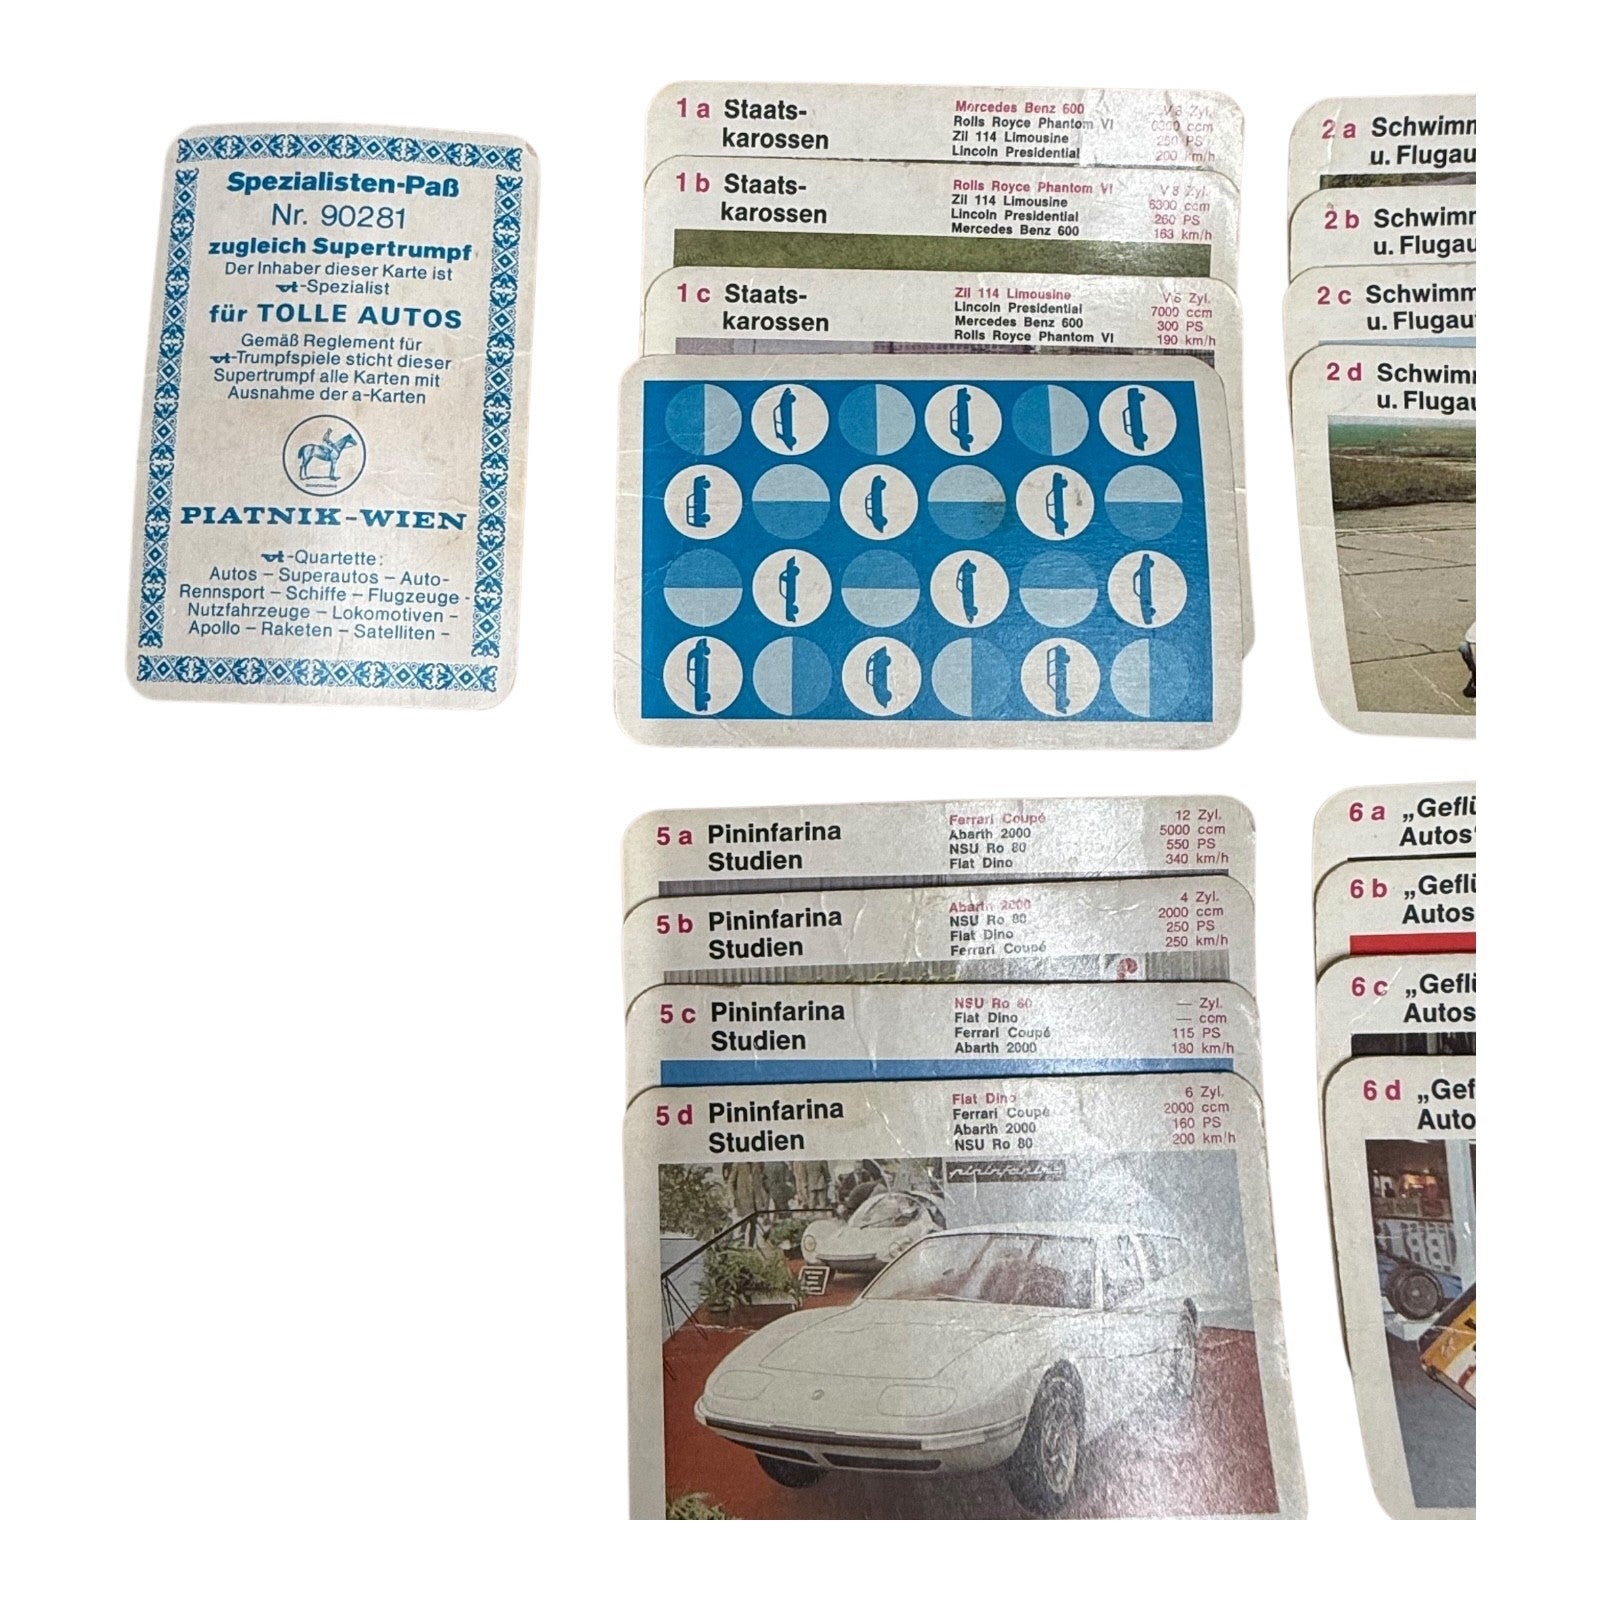 Spezialisten-Paß
Nr. 90281
zugleich Supertrumpf
Der Inhaber dieser Karte ist
-Spezialist
für TOLLE AUTOS
Gemäß Reglement für
-Trumpfspiele sticht dieser
Supertrumpf alle Karten mit
Ausnahme der a-Karten
PIATNIK-WIEN
-Quartette:
Autos – Superautos – Auto-
Rennsport – Schiffe – Flugzeuge -
Nutzfahrzeuge – Lokomotiven –
Apollo – Raketen – Satelliten –
1 a Staats-
karossen
Mercedes Benz 600
Rolls Royce Phantom VI
Zil 114 Limousine
Lincoln Presidential
V 8 Zyl.
6300 ccm
250 PS
200 km/h
1 b Staats-
karossen
Rolls Royce Phantom VI
Zil 114 Limousine
Lincoln Presidential
Mercedes Benz 600
V 8 Zyl.
6300 ccm
260 PS
163 km/h
1 c Staats-
karossen
Zil 114 Limousine
Lincoln Presidential
Mercedes Benz 600
Rolls Royce Phantom VI
Zyl.
7000 ccm
300 PS
190 km/h
2 a Schwimm
u. Flugau
2 b Schwimm
u. Flugau
2 c Schwimm
u. Flugau
2 d Schwimm
u. Flugau
5 a Pininfarina
Studien
Ferrari Coupé
Abarth 2000
NSU Ro 80
Fiat Dino
12 Zyl.
5000 ccm
550 PS
340 km/h
5 b Pininfarina
Studien
Abarth 2000
NSU Ro 80
Fiat Dino
Ferrari Coupé
4 Zyl.
2000 ccm
250 PS
250 km/h
5 c Pininfarina
Studien
NSU Ro 80
Fiat Dino
Ferrari Coupé
Abarth 2000
— Zyl.
— ccm
115 PS
180 km/h
5 d Pininfarina
Studien
Fiat Dino
Ferrari Coupé
Abarth 2000
NSU Ro 80
6 Zyl.
2000 ccm
160 PS
200 km/h
pininfarina
6 a „Geflü
Autos“
6 b „Geflü
Autos
6 c „Geflü
Autos
6 d „Gef
Auto